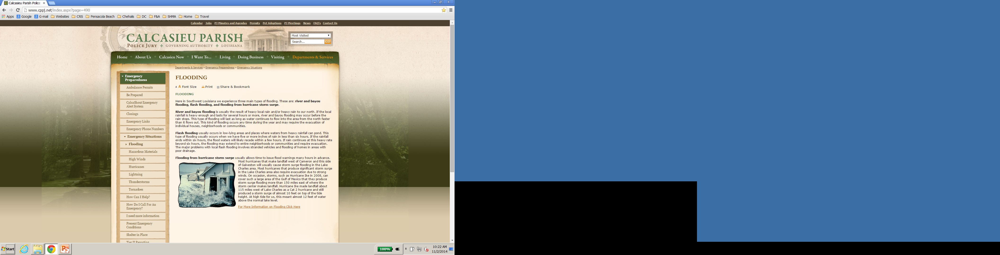 Calcasieu Parish Police
www.cppj.net/index.aspx?page=490
Apps Google G-mail Websites CRS Pensacola Beach Chehalis DC F&A SHMA Home Travel
Calendar Jobs PJ Minutes and Agendas Permits Pet Adoptions PJ Meetings News FAQ's Contact Us
CALCASIEU PARISH
POLICE JURY GOVERNING AUTHORITY LOUISIANA
Most Visited
Search... GO
Home About Us Calcasieu Now I Want To... Living Doing Business Visiting Departments & Services
Departments & Services » Emergency Preparedness » Emergency Situations
Emergency
Preparedness
Ambulance Permits
Be Prepared
CalcaShout Emergency
Alert System
Closings
Emergency Links
Emergency Phone Numbers
Emergency Situations
Flooding
Hazardous Materials
High Winds
Hurricanes
Lightning
Thunderstorms
Tornadoes
How Can I Help?
How Do I Call For An
Emergency?
I need more information
Present Emergency
Conditions
Shelter in Place
Tier II Reporting
FLOODING
A A Font Size Print Share & Bookmark
FLOODING
Here in Southwest Louisiana we experience three main types of flooding. These are: river and bayou
flooding, flash flooding, and flooding from hurricane storm surge.
River and bayou flooding is usually the result of heavy local rain and/or heavy rain to our north. If the local
rainfall is heavy enough and lasts for several hours or more, river and bayou flooding may occur before the
rain stops. This type of flooding will last as long as water continues to flow into the area from the north faster
than it flows out. This kind of flooding occurs any time during the year and may require the evacuation of
individual houses, neighborhoods or communities.
Flash flooding usually occurs in low-lying areas and places where waters from heavy rainfall can pond. This
type of flooding usually occurs when we have five or more inches of rain in less than six hours. If the rainfall
ends within six hours, the flood waters will likely recede within a few hours. If rain continues at this heavy rate
beyond six hours, the flooding may extend to entire neighborhoods or communities and require evacuation.
The major problems with local flash flooding involves stranded vehicles and flooding of homes in areas with
poor drainage.
Flooding from hurricane storm surge usually allows time to issue flood warnings many hours in advance.
Most hurricanes that make landfall west of Cameron and this side
of Galveston will usually cause storm surge flooding in the Lake
Charles area. Most hurricanes that produce significant storm surge
in the Lake Charles area also require evacuation due to strong
winds. On occasion, storms, such as Hurricane Ike in 2008, can
cover such a large area of the Gulf of Mexico that they produce
storm surge flooding more than 150 miles east of where the
storm center makes landfall. Hurricane Ike made landfall about
115 miles west of Lake Charles as a Cat 2 hurricane and still
produced a storm surge of almost 10 feet on top of the tide
height. At high tide for us, this meant almost 12 feet of water
above the normal lake level.
For More Information on Flooding Click Here
Start
100%
10:22 AM
11/2/2014